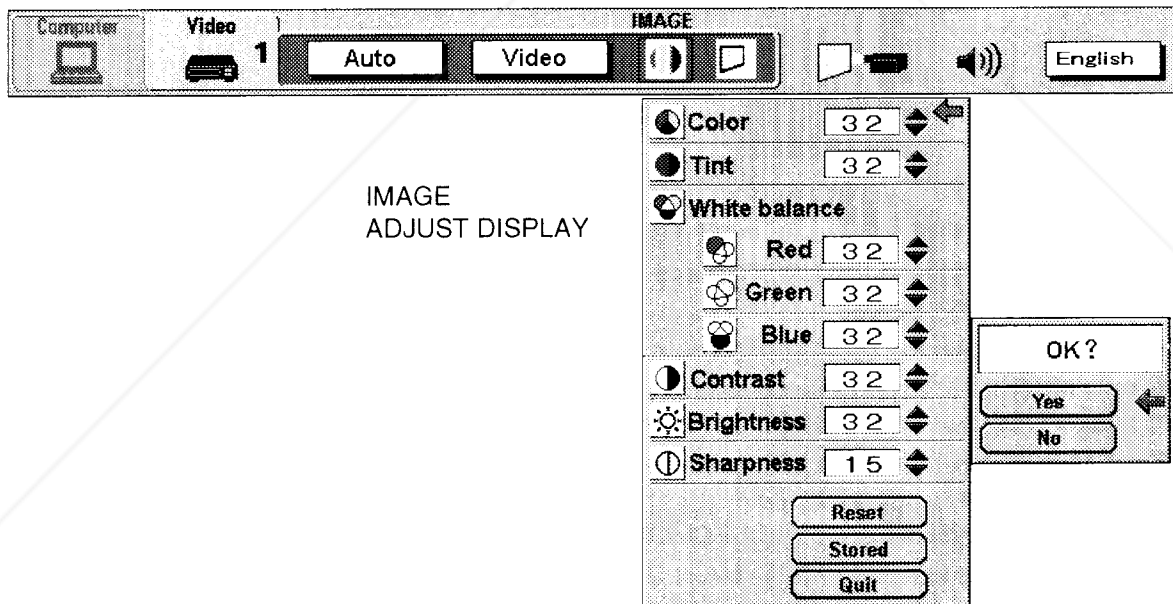 Computer
Video
1
Auto
Video
IMAGE
English
IMAGE
ADJUST DISPLAY
Color 32
Tint 32
White balance
Red 32
Green 32
Blue 32
Contrast 32
Brightness 32
Sharpness 15
Reset
Stored
Quit
OK?
Yes
No